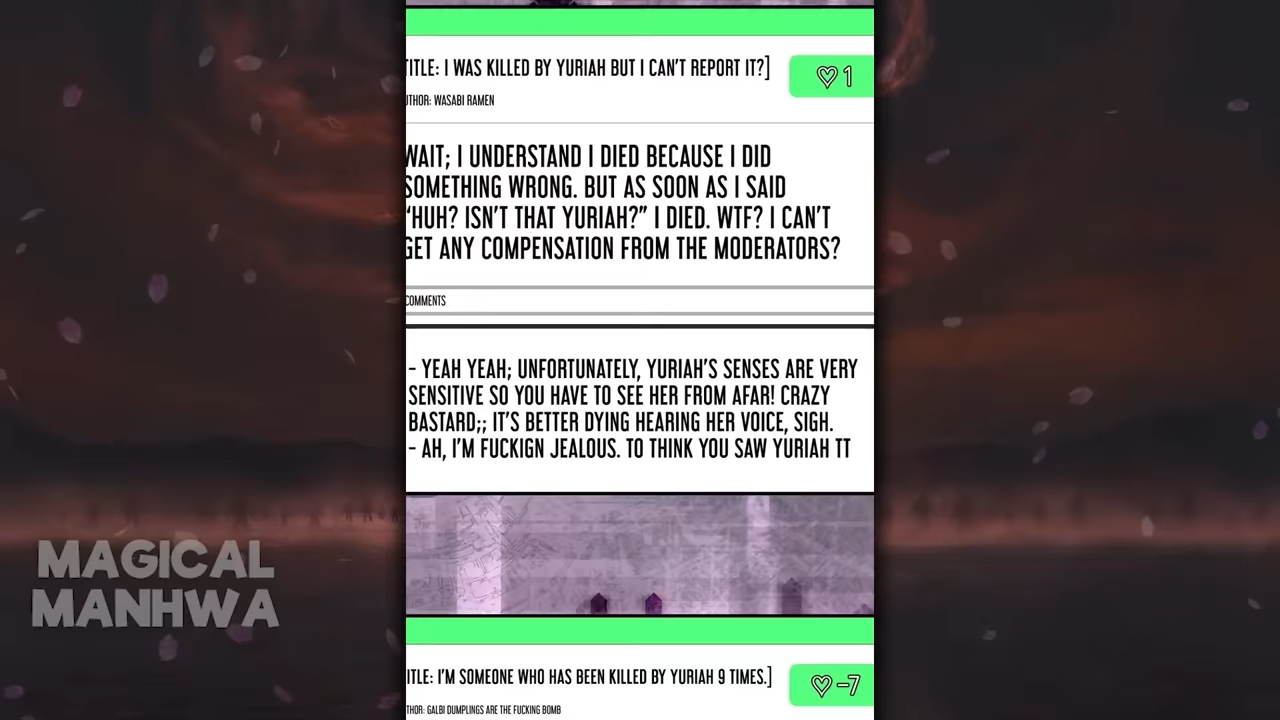 ITLE: I WAS KILLED BY YURIAH BUT I CAN'T REPORT IT?]
♡ 1
THOR: WASABI RAMEN
WAIT; I UNDERSTAND I DIED BECAUSE I DID
SOMETHING WRONG. BUT AS SOON AS I SAID
"HUH? ISN'T THAT YURIAH?" I DIED. WTF? I CAN'T
GET ANY COMPENSATION FROM THE MODERATORS?
COMMENTS
- YEAH YEAH; UNFORTUNATELY, YURIAH'S SENSES ARE VERY
SENSITIVE SO YOU HAVE TO SEE HER FROM AFAR! CRAZY
BASTARD;; IT'S BETTER DYING HEARING HER VOICE, SIGH.
- AH, I'M FUCKIGN JEALOUS. TO THINK YOU SAW YURIAH TT
MAGICAL
MANHWA
ITLE: I'M SOMEONE WHO HAS BEEN KILLED BY YURIAH 9 TIMES.]
♡ -7
THOR: GALBI DUMPLINGS ARE THE FUCKING BOMB